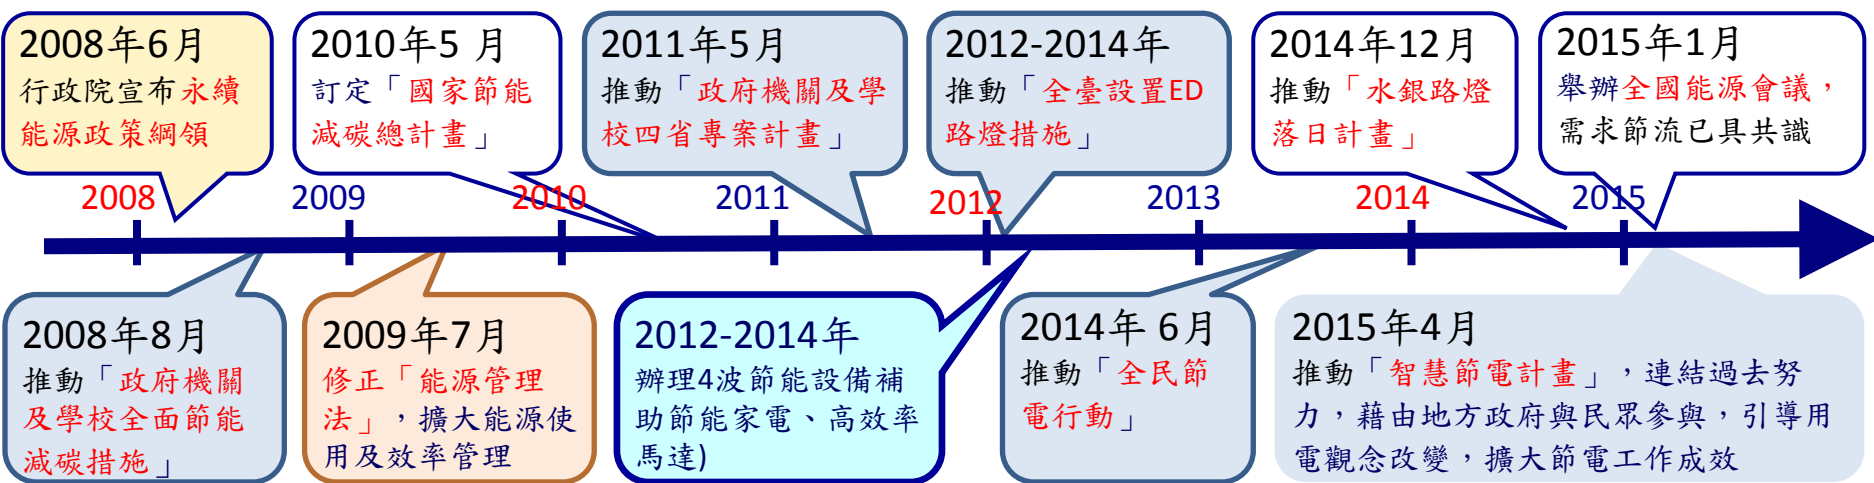 2008年6月
行政院宣布永續
能源政策綱領
2010年5 月
訂定「國家節能
減碳總計畫」
2011年5月
推動「政府機關及學
校四省專案計畫」
2012-2014年
推動「全臺設置ED
路燈措施」
2014年12月
推動「水銀路燈
落日計畫」
2015年1月
舉辦全國能源會議，
需求節流已具共識
2008
2009
2010
2011
2012
2013
2014
2015
2008年8月
推動「政府機關
及學校全面節能
減碳措施」
2009年7月
修正「能源管理
法」，擴大能源使
用及效率管理
2012-2014年
辦理4波節能設備補
助節能家電、高效率
馬達)
2014年 6月
推動「全民節
電行動」
2015年4月
推動「智慧節電計畫」，連結過去努
力，藉由地方政府與民眾參與，引導用
電觀念改變，擴大節電工作成效